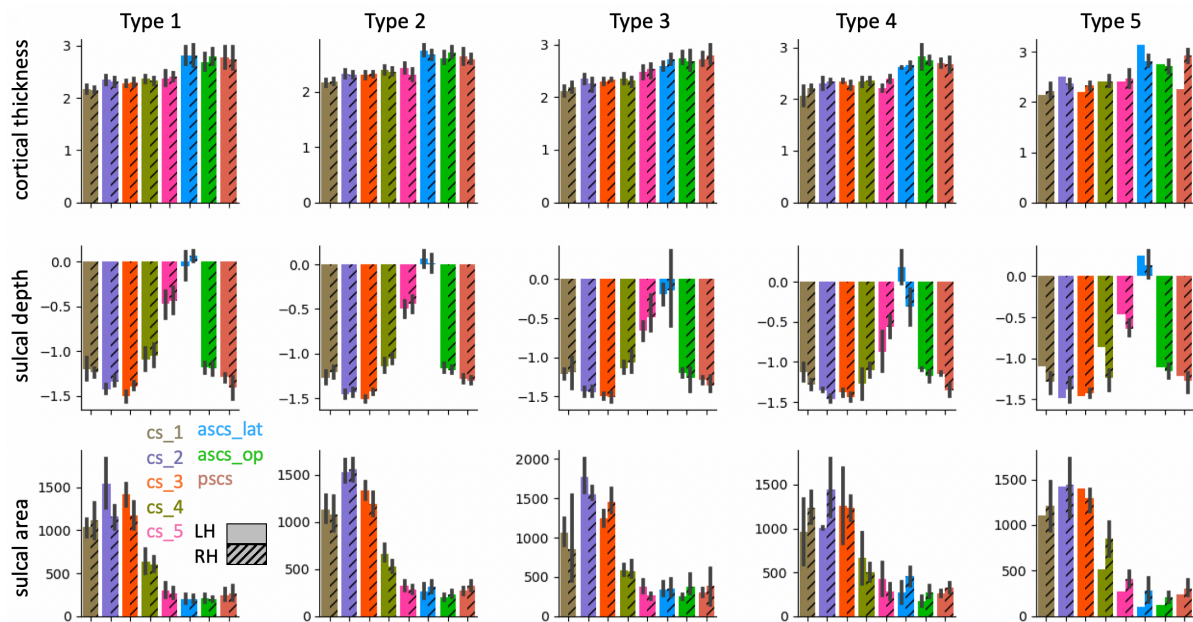 Type 1 Type 2 Type 3 Type 4 Type 5
cortical thickness
3 3 3 3 3
2 2 2 2 2
1 1 1 1 1
0 0 0 0 0
sulcal depth
0.0 0.0 0.0 0.0 0.0
−0.5 −0.5 −0.5 −0.5 −0.5
−1.0 −1.0 −1.0 −1.0 −1.0
−1.5 −1.5 −1.5 −1.5 −1.5
cs_1 ascs_lat
cs_2 ascs_op
cs_3 pscs
cs_4
cs_5 LH
RH
sulcal area
2000
1500 1500 1500 1500 1500
1000 1000 1000 1000 1000
500 500 500 500 500
0 0 0 0 0